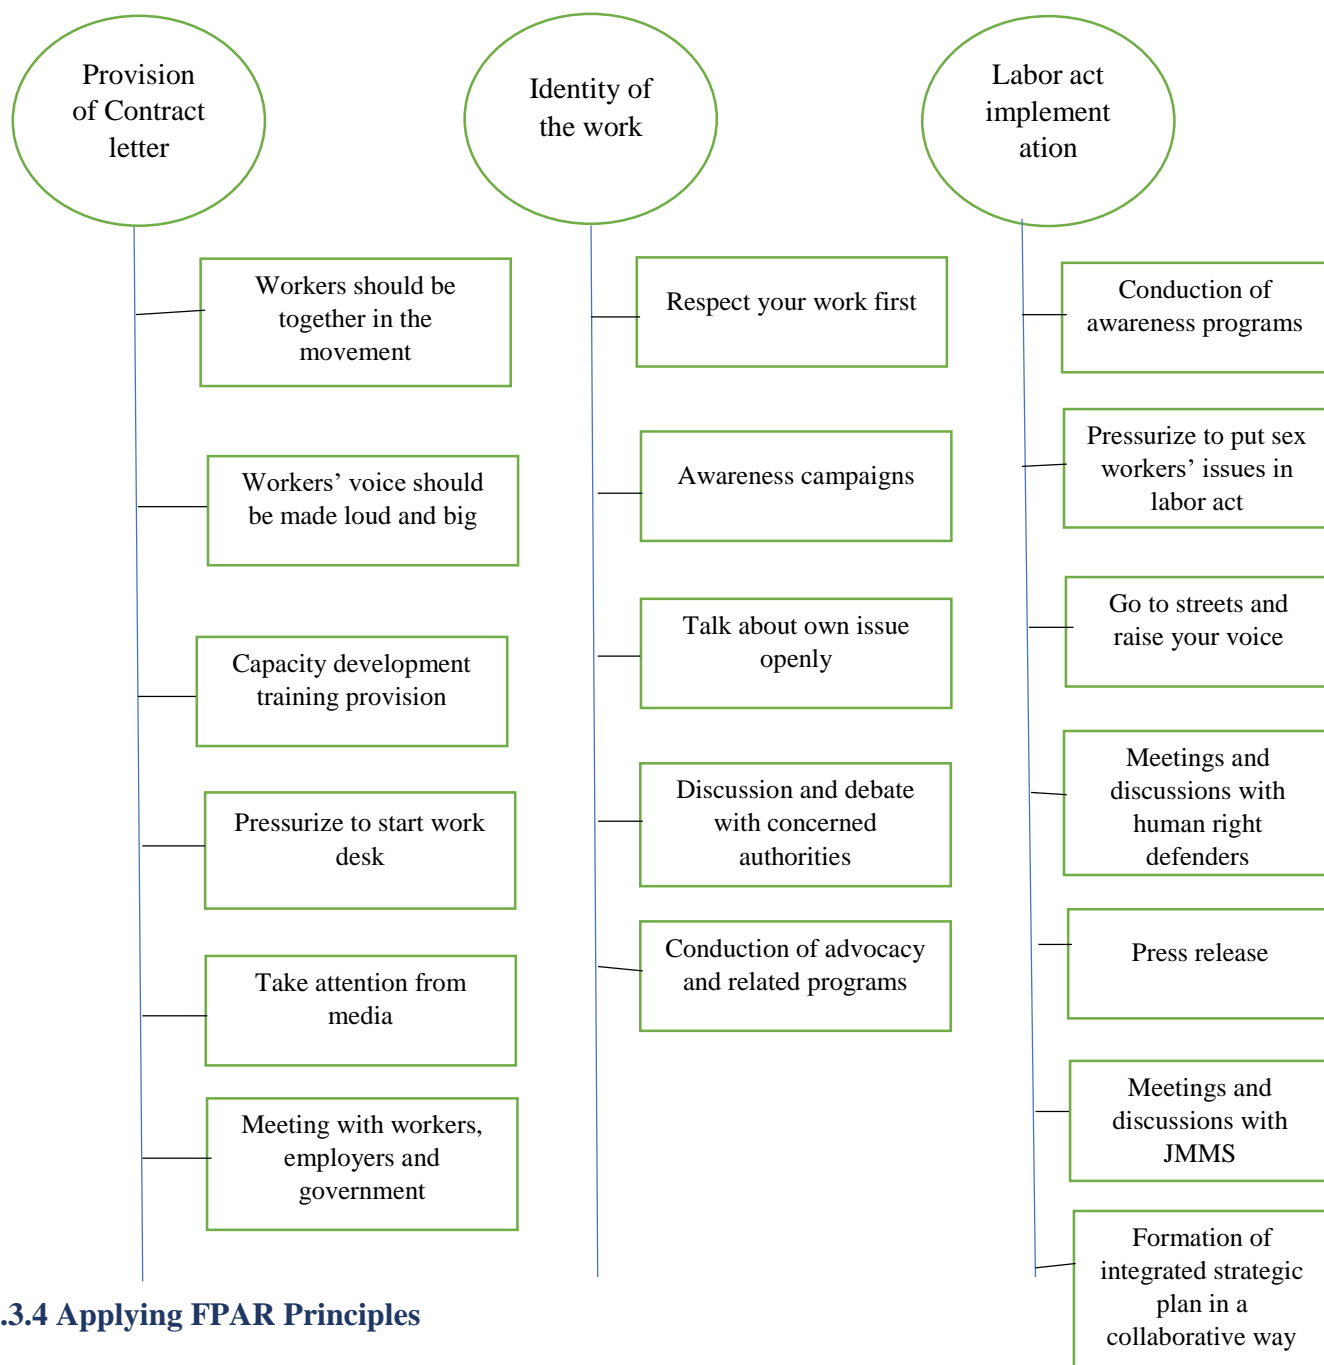 Provision
of Contract
letter
Workers should be
together in the
movement
Workers’ voice should
be made loud and big
Capacity development
training provision
Pressurize to start work
desk
Take attention from
media
Meeting with workers,
employers and
government
Identity of
the work
Respect your work first
Awareness campaigns
Talk about own issue
openly
Discussion and debate
with concerned
authorities
Conduction of advocacy
and related programs
Labor act
implement
ation
Conduction of
awareness programs
Pressurize to put sex
workers’ issues in
labor act
Go to streets and
raise your voice
Meetings and
discussions with
human right
defenders
Press release
Meetings and
discussions with
JMMS
Formation of
integrated strategic
plan in a
collaborative way
.3.4 Applying FPAR Principles